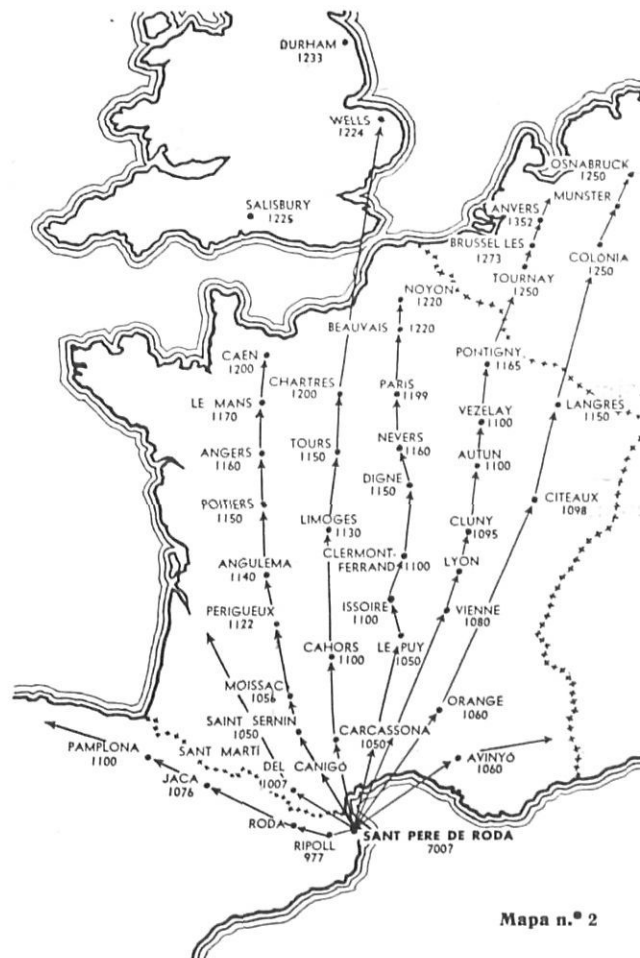 DURHAM
1233
WELLS
1224
OSNABRUCK
1250
SALISBURY
1225
ANVERS
1352
MUNSTER
BRUSSEL LES
1273
COLONIA
1250
TOURNAY
1250
NOYON
1220
BEAUVAIS
1220
CAEN
1200
PONTIGNY
1165
CHARTRES
1200
PARIS
1199
LE MANS
1170
LANGRES
1150
VEZELAY
1100
ANGERS
1160
TOURS
1150
NEVERS
1160
AUTUN
1100
DIGNE
1150
POITIERS
1150
CITEAUX
1098
LIMOGES
1130
CLUNY
1095
CLERMONT-
FERRAND
1100
ANGULEMA
1140
LYON
ISSOIRE
1100
VIENNE
1080
PERIGUEUX
1122
LE PUY
1050
CAHORS
1100
MOISSAC
1056
ORANGE
1060
SAINT SERNIN
1050
CARCASSONA
1050
PAMPLONA
1100
SANT MARTI
DEL CANIGÓ
1007
AVINYÓ
1060
JACA
1076
RODA
RIPOLL
977
SANT PERE DE RODA
7007
Mapa n.º 2